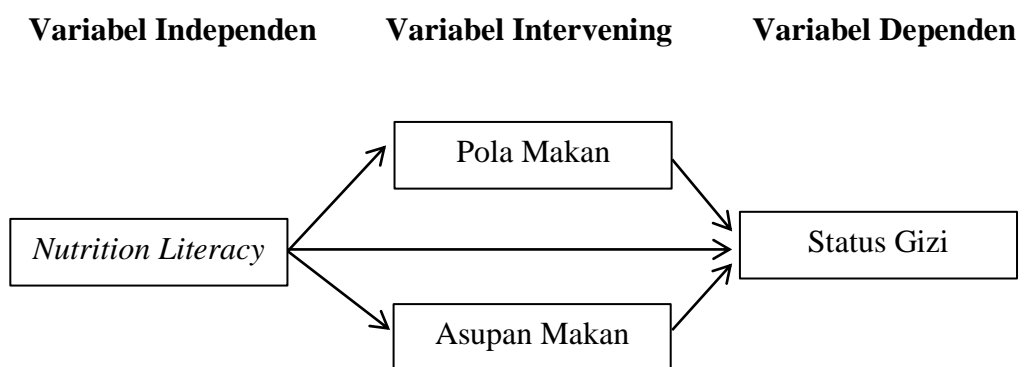 Variabel Independen Variabel Intervening Variabel Dependen
Pola Makan
Nutrition Literacy
Status Gizi
Asupan Makan